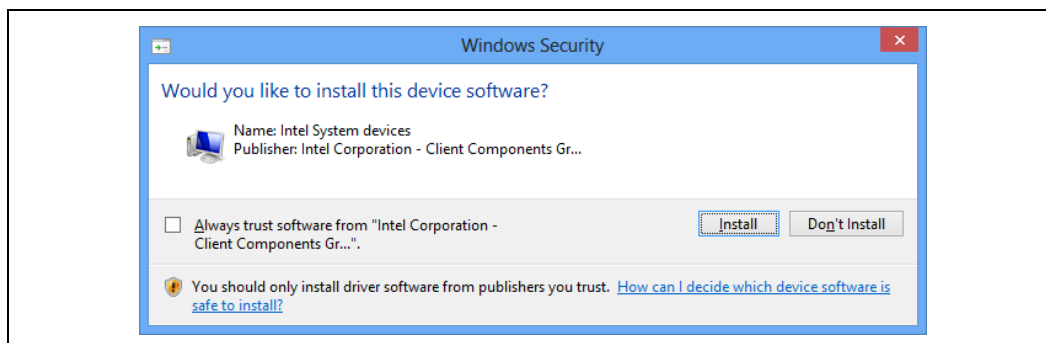 Windows Security
Would you like to install this device software?
Name: Intel System devices
Publisher: Intel Corporation - Client Components Gr...
Always trust software from "Intel Corporation -
Client Components Gr...".
Install
Don't Install
You should only install driver software from publishers you trust. How can I decide which device software is
safe to install?